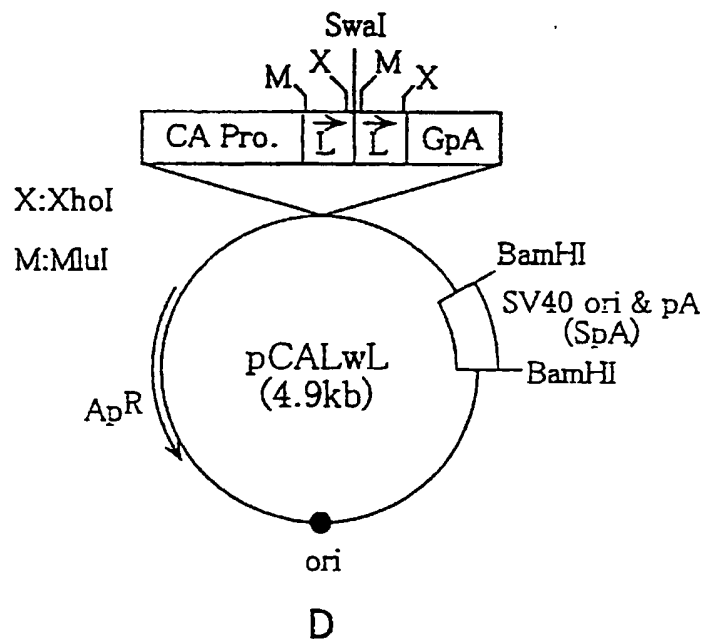 SwaI
M X M X
CA Pro. L L GpA
X:XhoI
M:MluI
BamHI
SV40 ori & pA
(SpA)
BamHI
pCALwL
(4.9kb)
ApR
ori
D